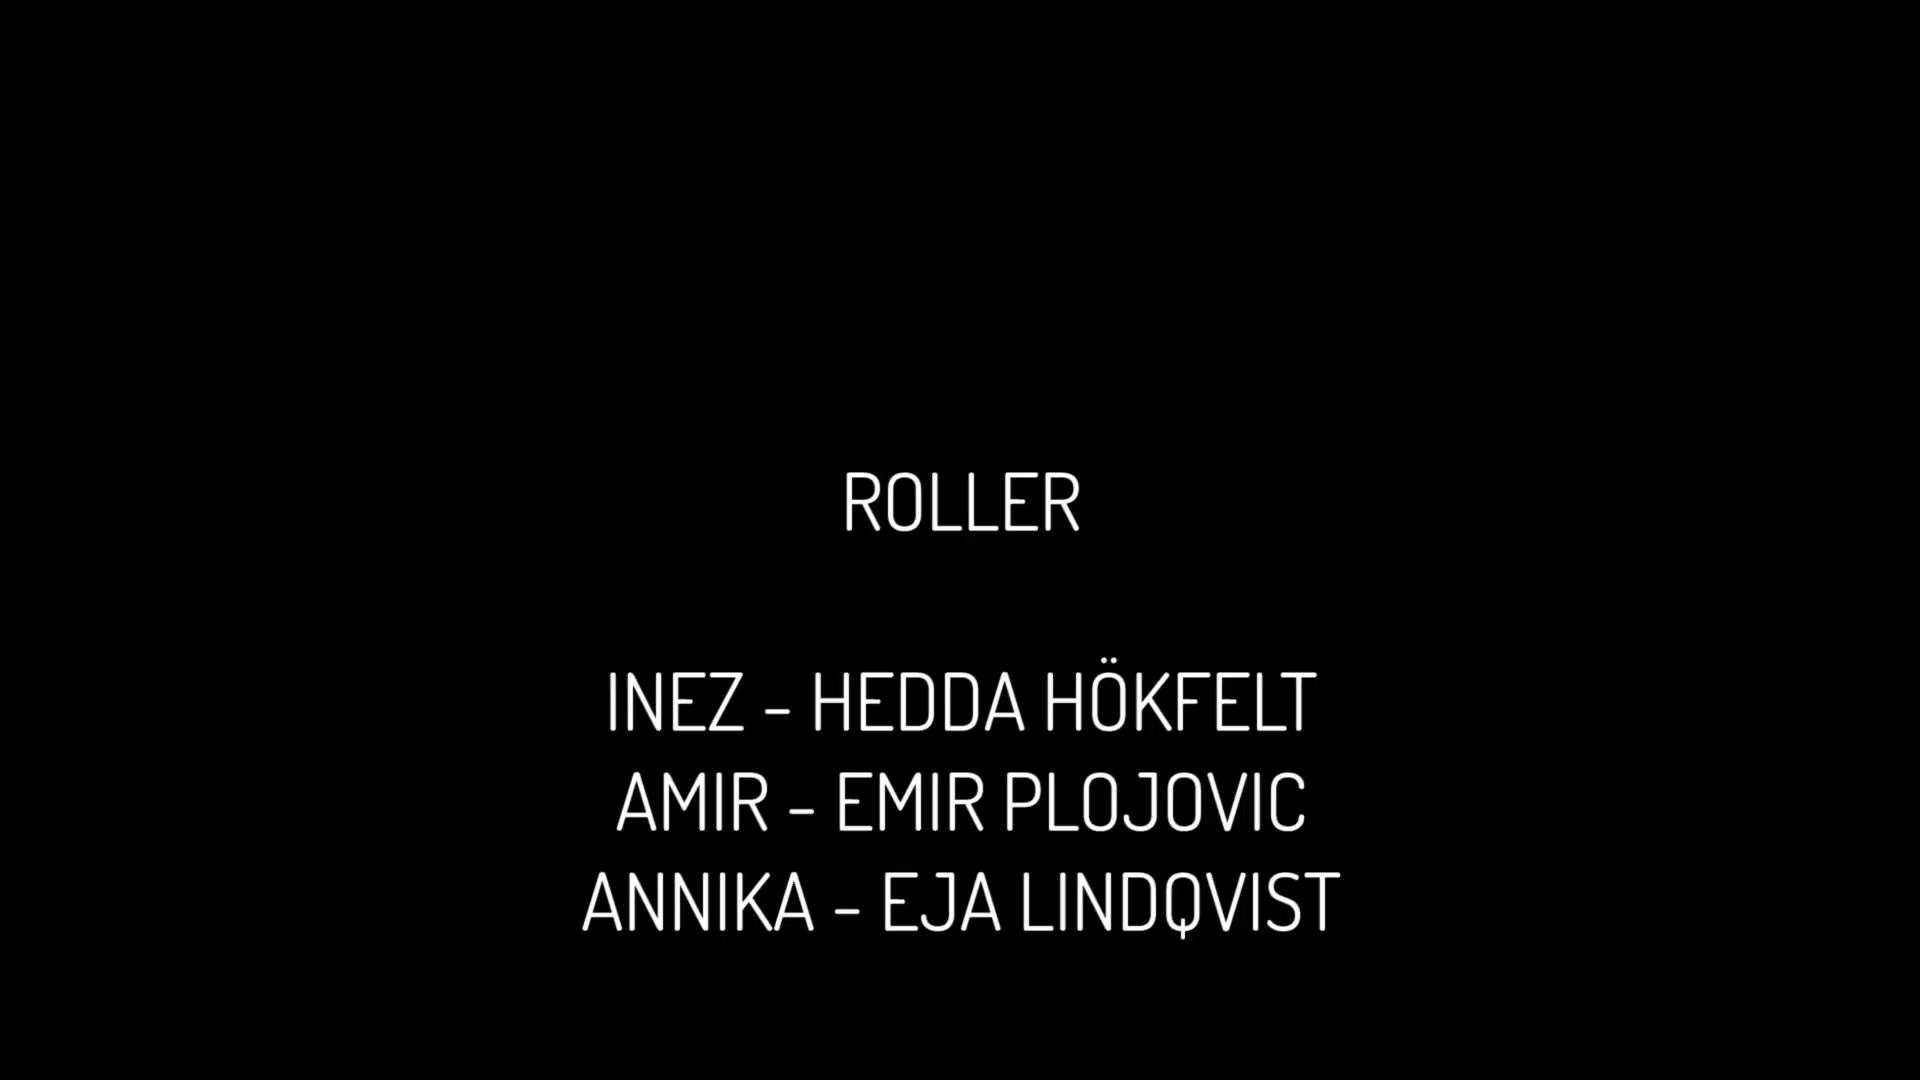 ROLLER
INEZ - HEDDA HÖKFELT
AMIR - EMIR PLOJOVIC
ANNIKA - EJA LINDQVIST